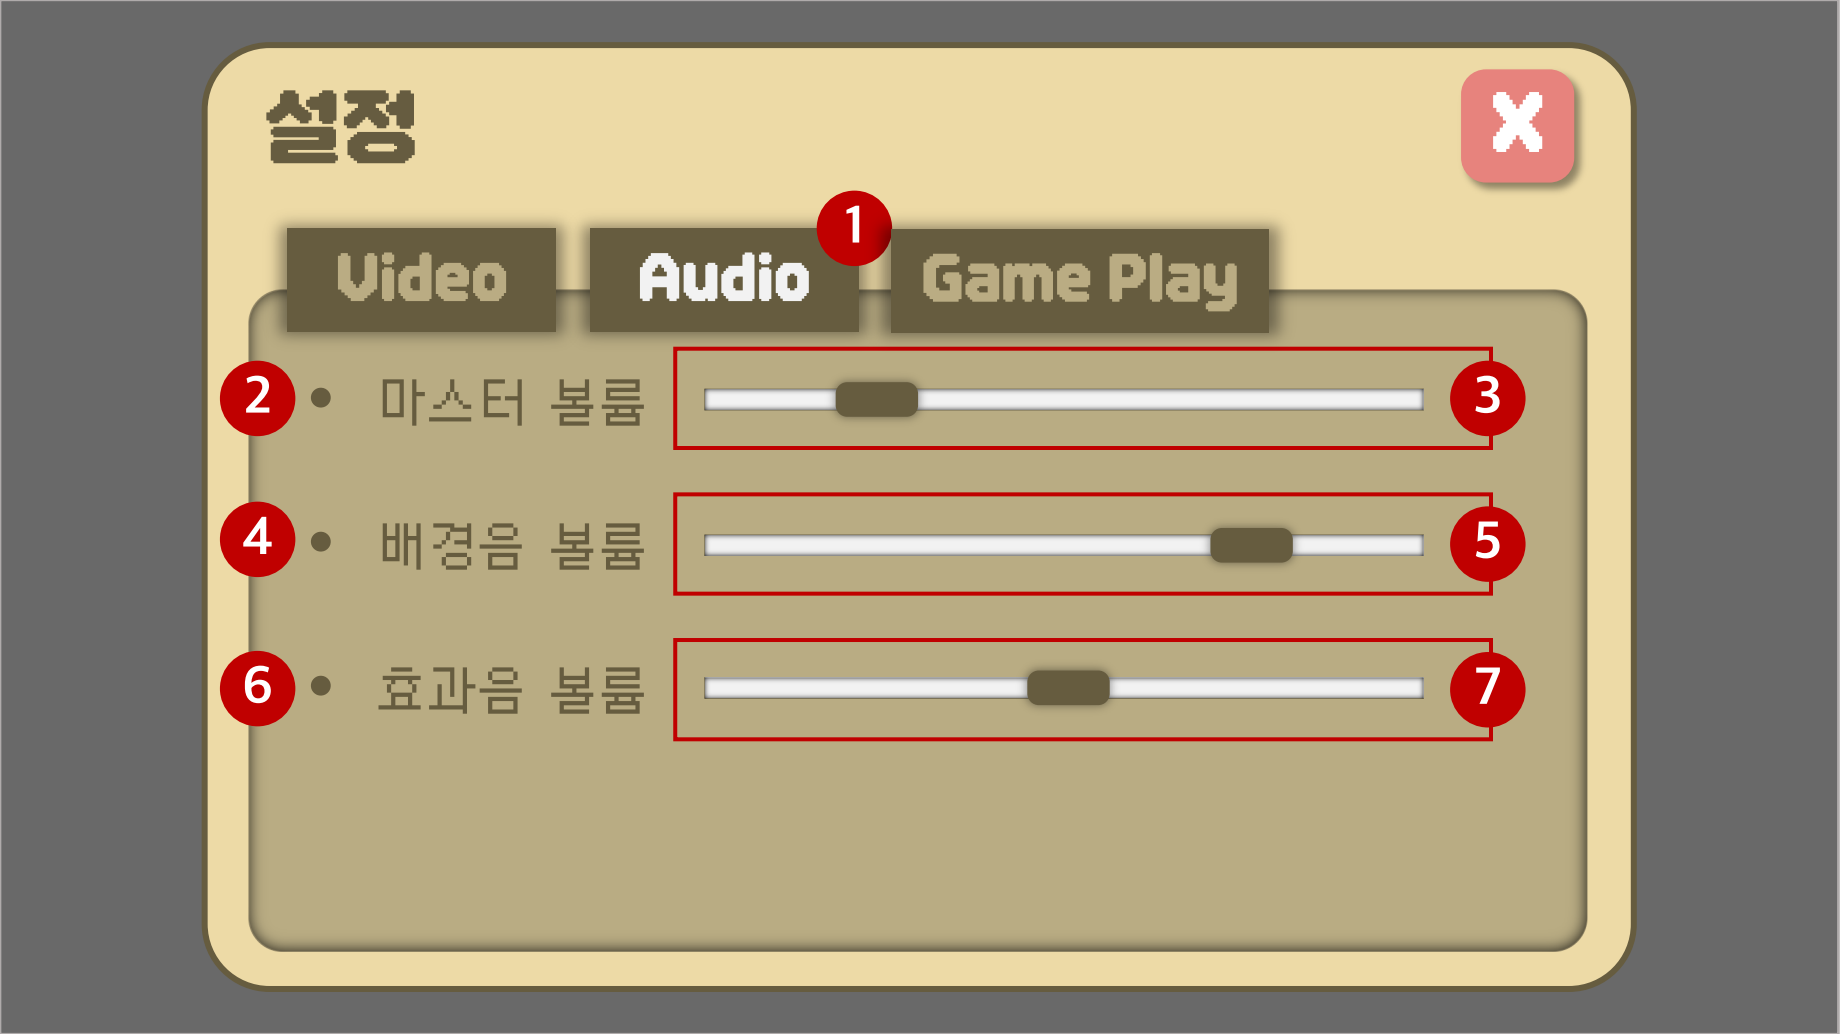 설정
X
1
Video Audio Game Play
2 • 마스터 볼륨 3
4 • 배경음 볼륨 5
6 • 효과음 볼륨 7